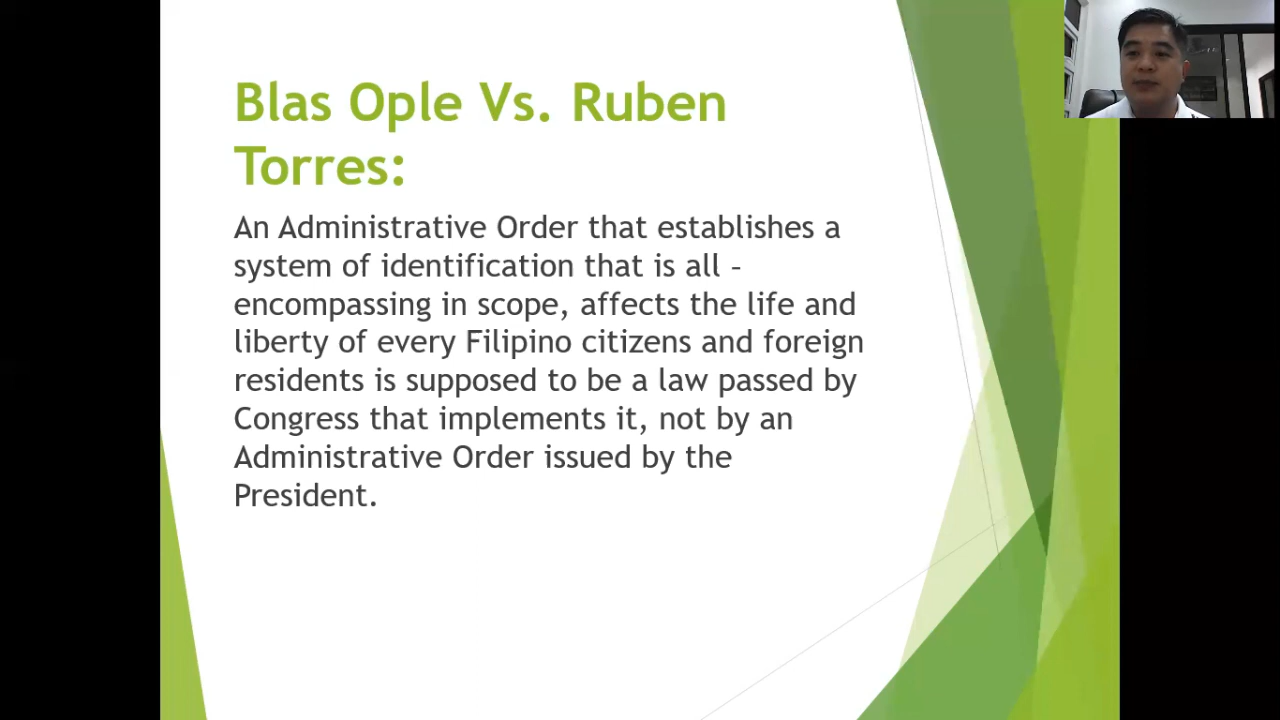 Blas Ople Vs. Ruben
Torres:
An Administrative Order that establishes a
system of identification that is all –
encompassing in scope, affects the life and
liberty of every Filipino citizens and foreign
residents is supposed to be a law passed by
Congress that implements it, not by an
Administrative Order issued by the
President.